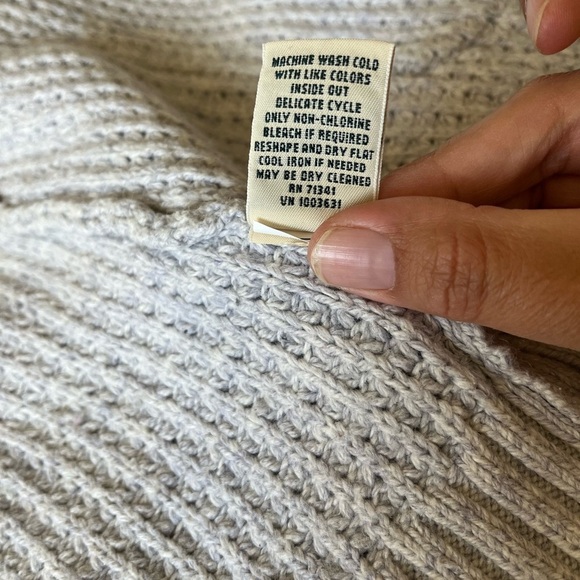 MACHINE WASH COLD
WITH LIKE COLORS
INSIDE OUT
DELICATE CYCLE
ONLY NON-CHLORINE
BLEACH IF REQUIRED
RESHAPE AND DRY FLAT
COOL IRON IF NEEDED
MAY BE DRY CLEANED
RN 71341
VN 1003631